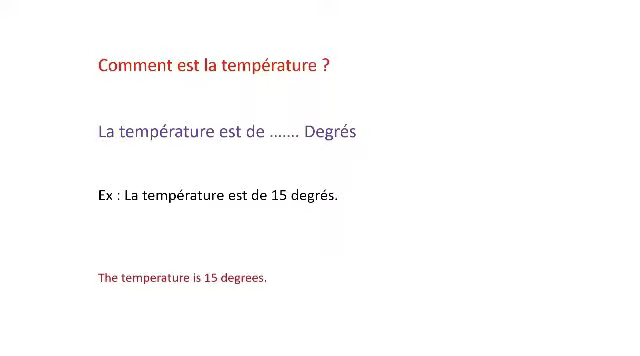 Comment est la température ?
La température est de ....... Degrés
Ex : La température est de 15 degrés.
The temperature is 15 degrees.